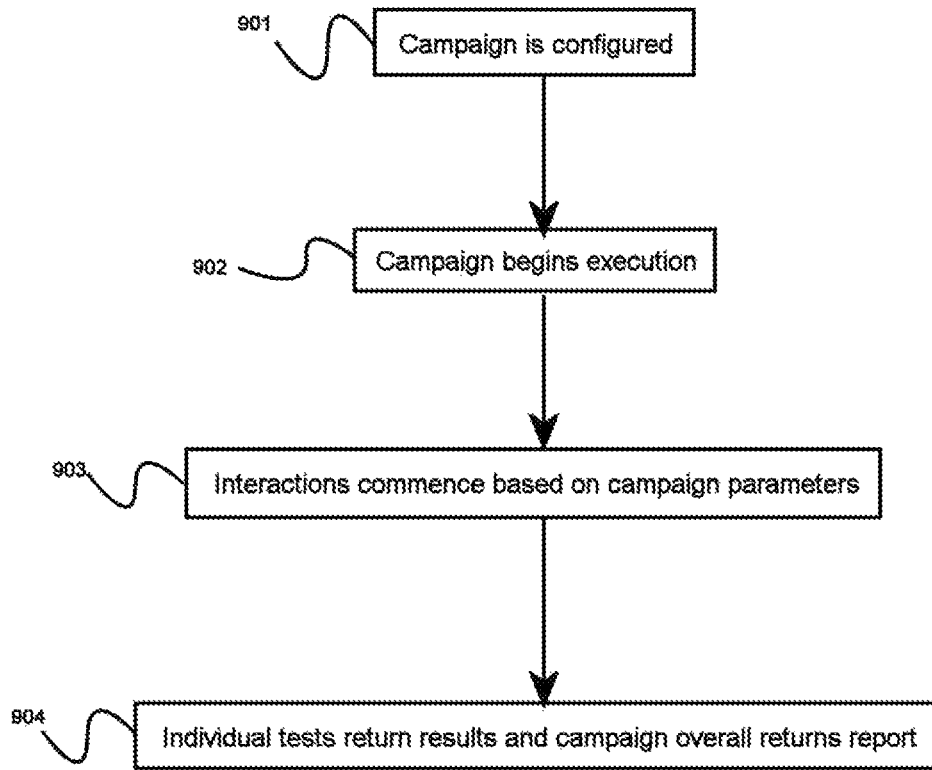 901
Campaign is configured
902
Campaign begins execution
903
Interactions commence based on campaign parameters
904
Individual tests return results and campaign overall returns report